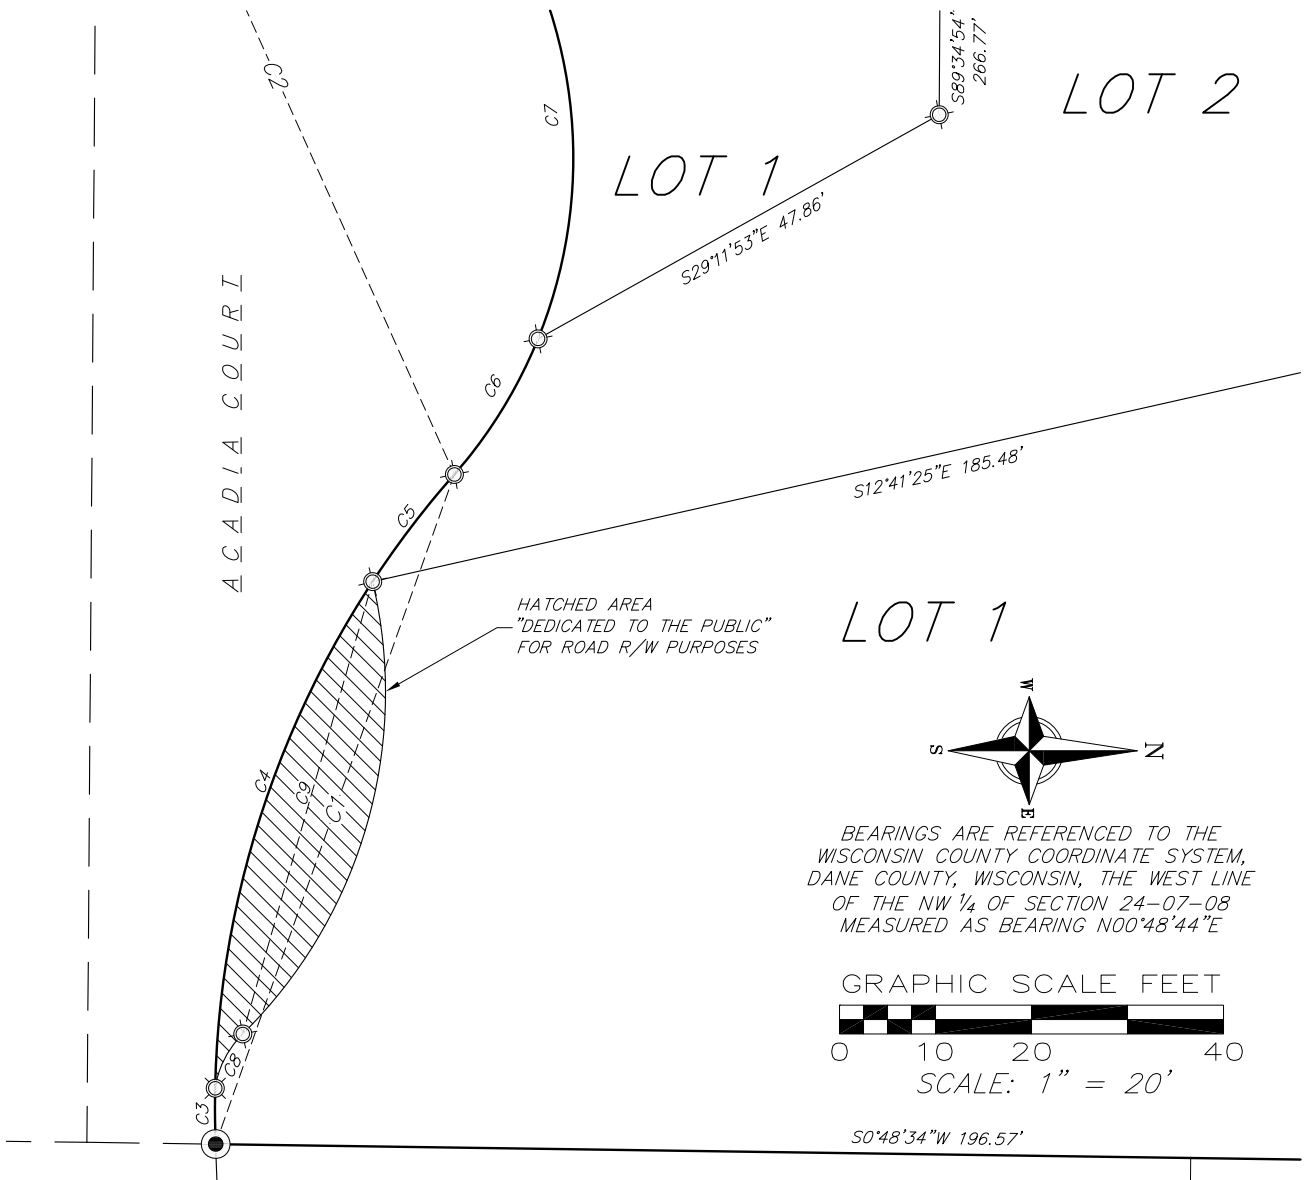 C2
C7
S89°34'54"
266.77'
LOT 2
LOT 1
S29°11'53"E 47.86'
ACADIA COURT
C6
C5
S12°41'25"E 185.48'
HATCHED AREA
"DEDICATED TO THE PUBLIC"
FOR ROAD R/W PURPOSES
LOT 1
W
S
N
E
C4
C9
C1
BEARINGS ARE REFERENCED TO THE
WISCONSIN COUNTY COORDINATE SYSTEM,
DANE COUNTY, WISCONSIN, THE WEST LINE
OF THE NW ¼ OF SECTION 24-07-08
MEASURED AS BEARING N00°48'44"E
GRAPHIC SCALE FEET
0 10 20 40
SCALE: 1" = 20'
C8
C3
S0°48'34"W 196.57'